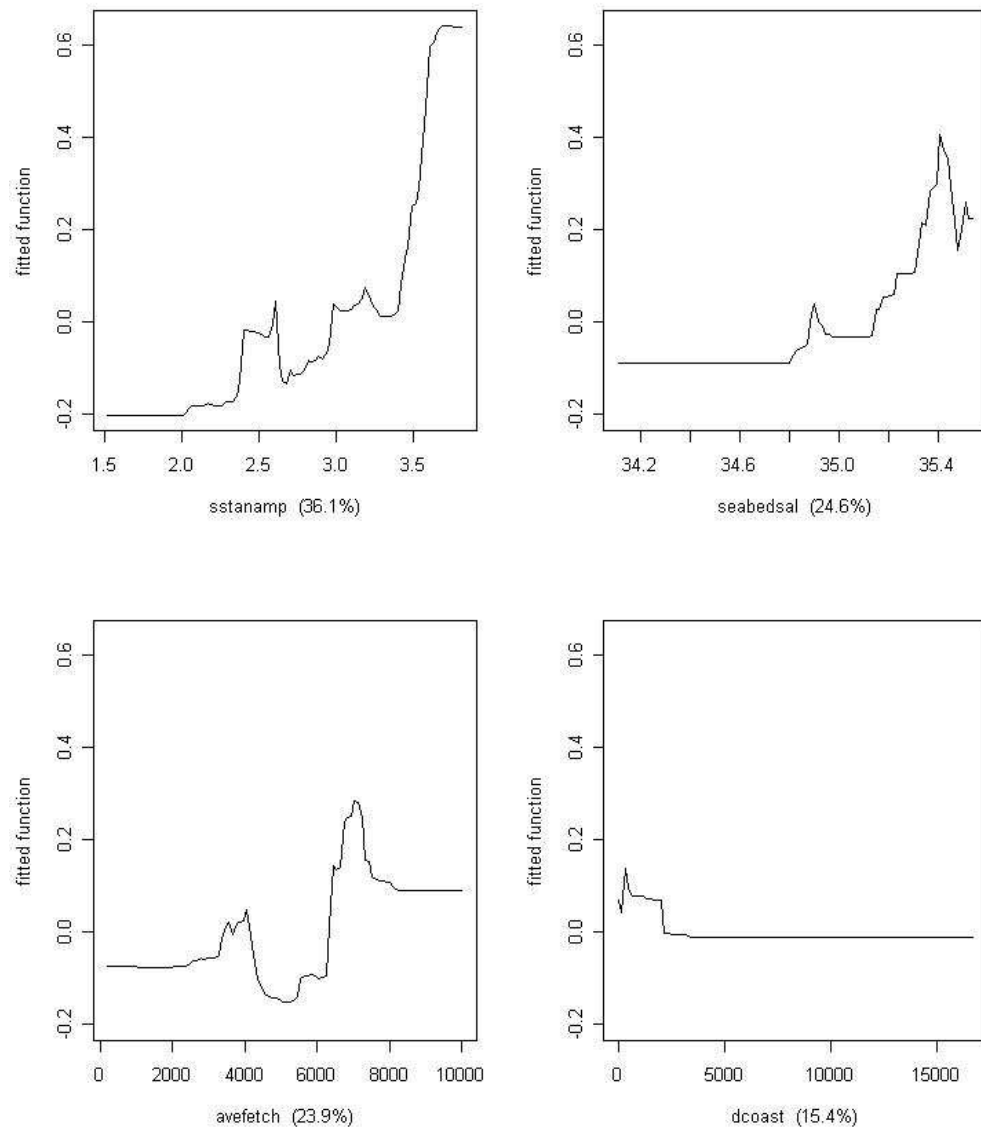 fitted function
0.6
0.4
0.2
0.0
-0.2
1.5 2.0 2.5 3.0 3.5
sstanamp (36.1%)
fitted function
0.6
0.4
0.2
0.0
-0.2
34.2 34.6 35.0 35.4
seabedsal (24.6%)
fitted function
0.6
0.4
0.2
0.0
-0.2
0 2000 4000 6000 8000 10000
avefetch (23.9%)
fitted function
0.6
0.4
0.2
0.0
-0.2
0 5000 10000 15000
dcoast (15.4%)